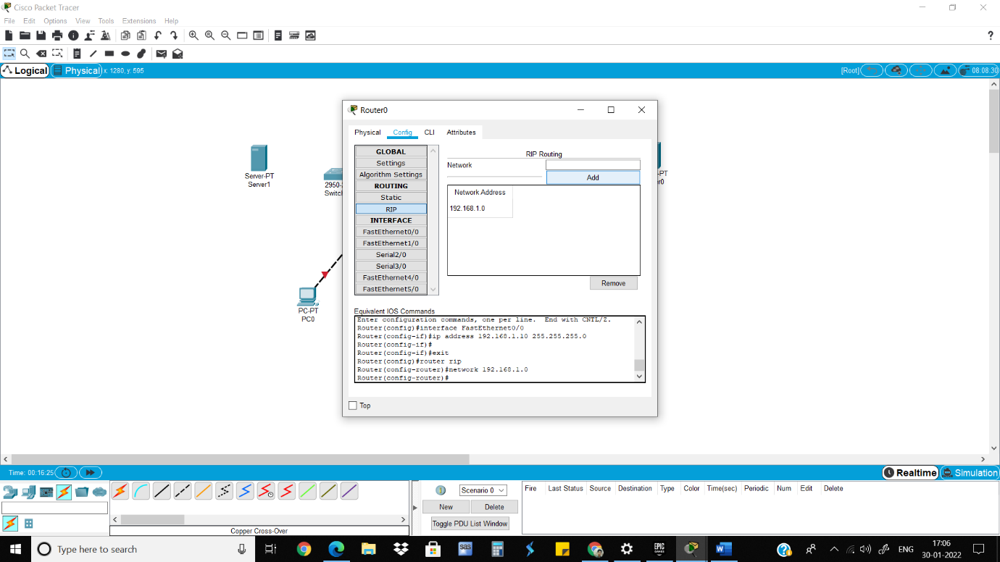 Cisco Packet Tracer
File Edit Options View Tools Extensions Help
?
Logical Physical x: 1280, y: 595 [Root] 08:08:30
Server-PT
Server1
2950-
Switc
PC-PT
PC0
-PT
r0
Router0
Physical Config CLI Attributes
GLOBAL
Settings
Algorithm Settings
ROUTING
Static
RIP
INTERFACE
FastEthernet0/0
FastEthernet1/0
Serial2/0
Serial3/0
FastEthernet4/0
FastEthernet5/0
RIP Routing
Network
Add
Network Address
192.168.1.0
Remove
Equivalent IOS Commands
Enter configuration commands, one per line. End with CNTL/Z.
Router(config)#interface FastEthernet0/0
Router(config-if)#ip address 192.168.1.10 255.255.255.0
Router(config-if)#
Router(config-if)#exit
Router(config)#router rip
Router(config-router)#network 192.168.1.0
Router(config-router)#
Top
Time: 00:16:25 Realtime Simulation
Scenario 0
New Delete
Toggle PDU List Window
Fire Last Status Source Destination Type Color Time(sec) Periodic Num Edit Delete
Copper Cross-Over
Type here to search
sas
EPIC
GAMES
W
ENG
17:06
30-01-2022